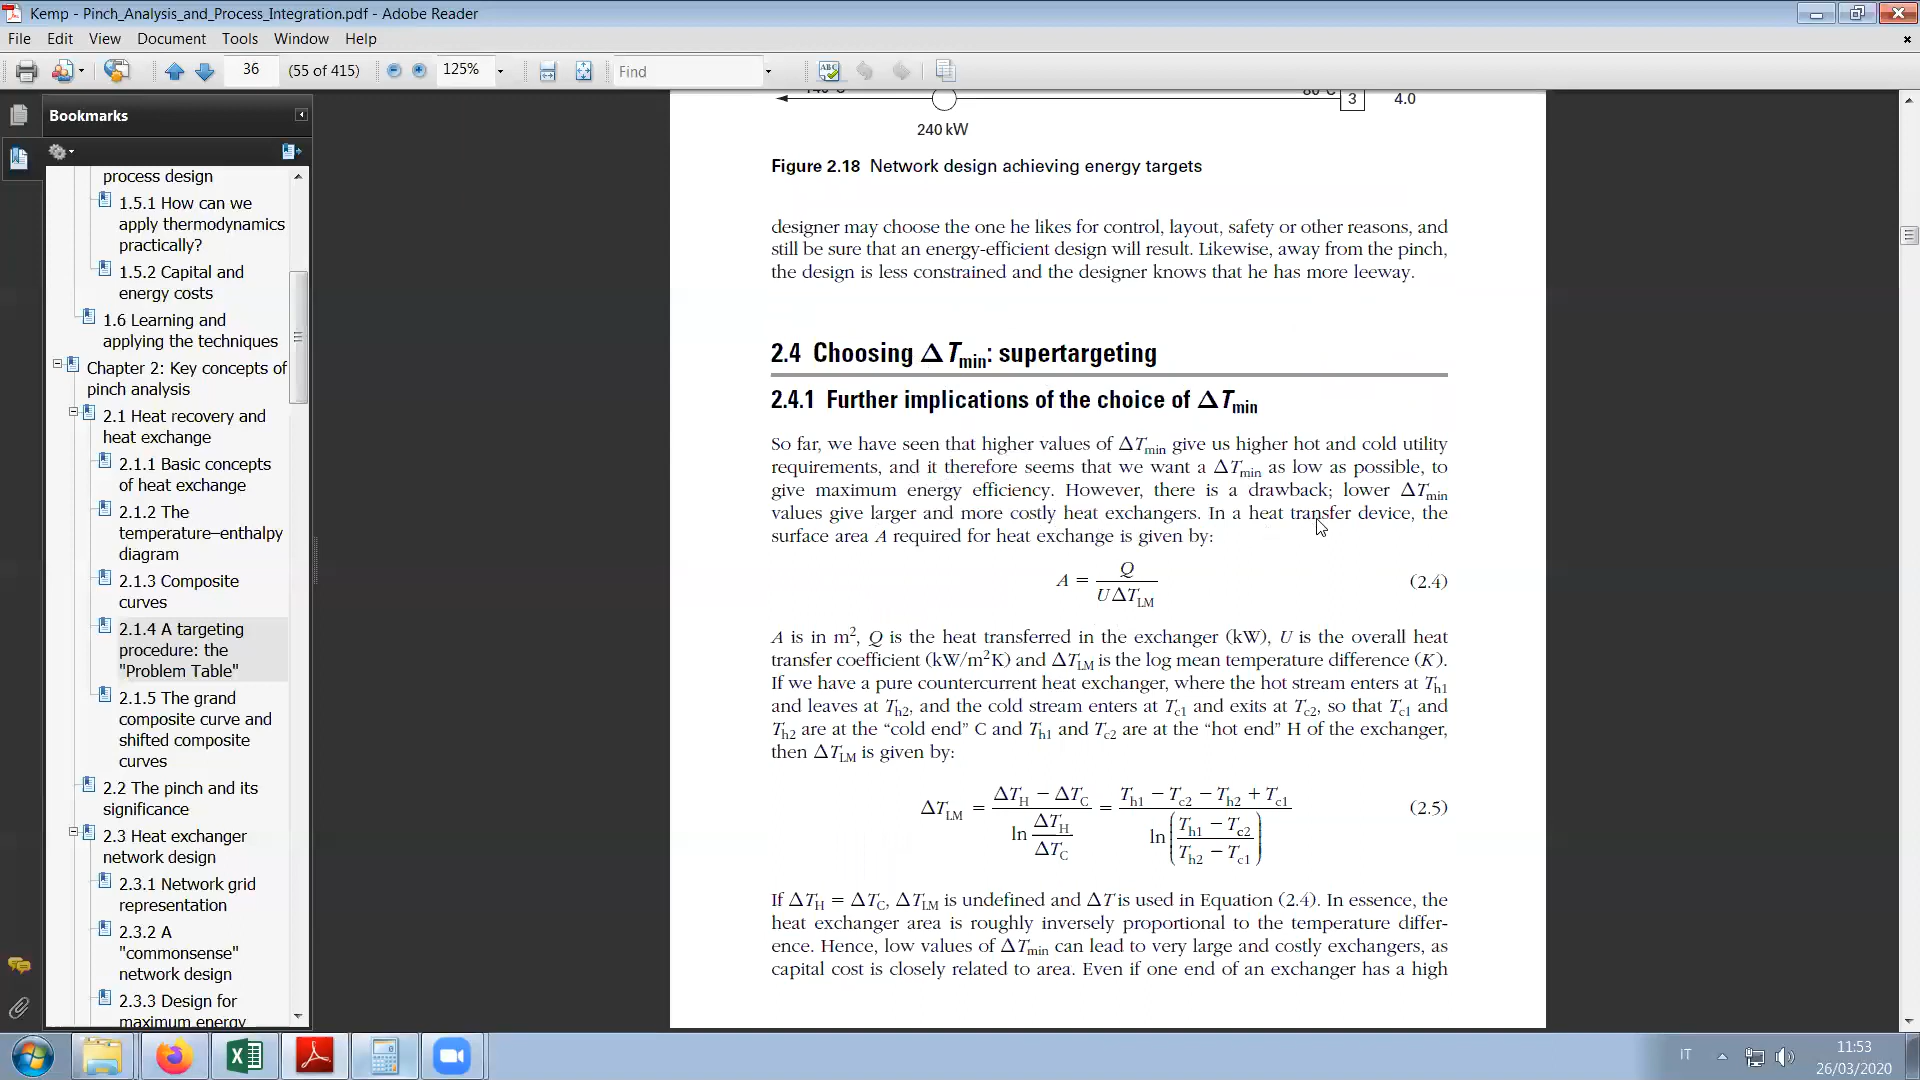 Kemp - Pinch_Analysis_and_Process_Integration.pdf - Adobe Reader
File Edit View Document Tools Window Help
36 (55 of 415) 125% Find
Bookmarks
process design
1.5.1 How can we
apply thermodynamics
practically?
1.5.2 Capital and
energy costs
1.6 Learning and
applying the techniques
Chapter 2: Key concepts of
pinch analysis
2.1 Heat recovery and
heat exchange
2.1.1 Basic concepts
of heat exchange
2.1.2 The
temperature–enthalpy
diagram
2.1.3 Composite
curves
2.1.4 A targeting
procedure: the
"Problem Table"
2.1.5 The grand
composite curve and
shifted composite
curves
2.2 The pinch and its
significance
2.3 Heat exchanger
network design
2.3.1 Network grid
representation
2.3.2 A
"commonsense"
network design
2.3.3 Design for
maximum energy
140°C 80°C 3 4.0
240 kW
Figure 2.18 Network design achieving energy targets
designer may choose the one he likes for control, layout, safety or other reasons, and
still be sure that an energy-efficient design will result. Likewise, away from the pinch,
the design is less constrained and the designer knows that he has more leeway.
2.4 Choosing ΔTmin: supertargeting
2.4.1 Further implications of the choice of ΔTmin
So far, we have seen that higher values of ΔTmin give us higher hot and cold utility
requirements, and it therefore seems that we want a ΔTmin as low as possible, to
give maximum energy efficiency. However, there is a drawback; lower ΔTmin
values give larger and more costly heat exchangers. In a heat transfer device, the
surface area A required for heat exchange is given by:
A = Q / UΔTLM (2.4)
A is in m², Q is the heat transferred in the exchanger (kW), U is the overall heat
transfer coefficient (kW/m²K) and ΔTLM is the log mean temperature difference (K).
If we have a pure countercurrent heat exchanger, where the hot stream enters at Th1
and leaves at Th2, and the cold stream enters at Tc1 and exits at Tc2, so that Tc1 and
Th2 are at the “cold end” C and Th1 and Tc2 are at the “hot end” H of the exchanger,
then ΔTLM is given by:
ΔTLM = (ΔTH − ΔTC) / ln (ΔTH / ΔTC) = (Th1 − Tc2 − Th2 + Tc1) / ln ((Th1 − Tc2) / (Th2 − Tc1)) (2.5)
If ΔTH = ΔTC, ΔTLM is undefined and ΔT is used in Equation (2.4). In essence, the
heat exchanger area is roughly inversely proportional to the temperature differ-
ence. Hence, low values of ΔTmin can lead to very large and costly exchangers, as
capital cost is closely related to area. Even if one end of an exchanger has a high
IT
11:53
26/03/2020